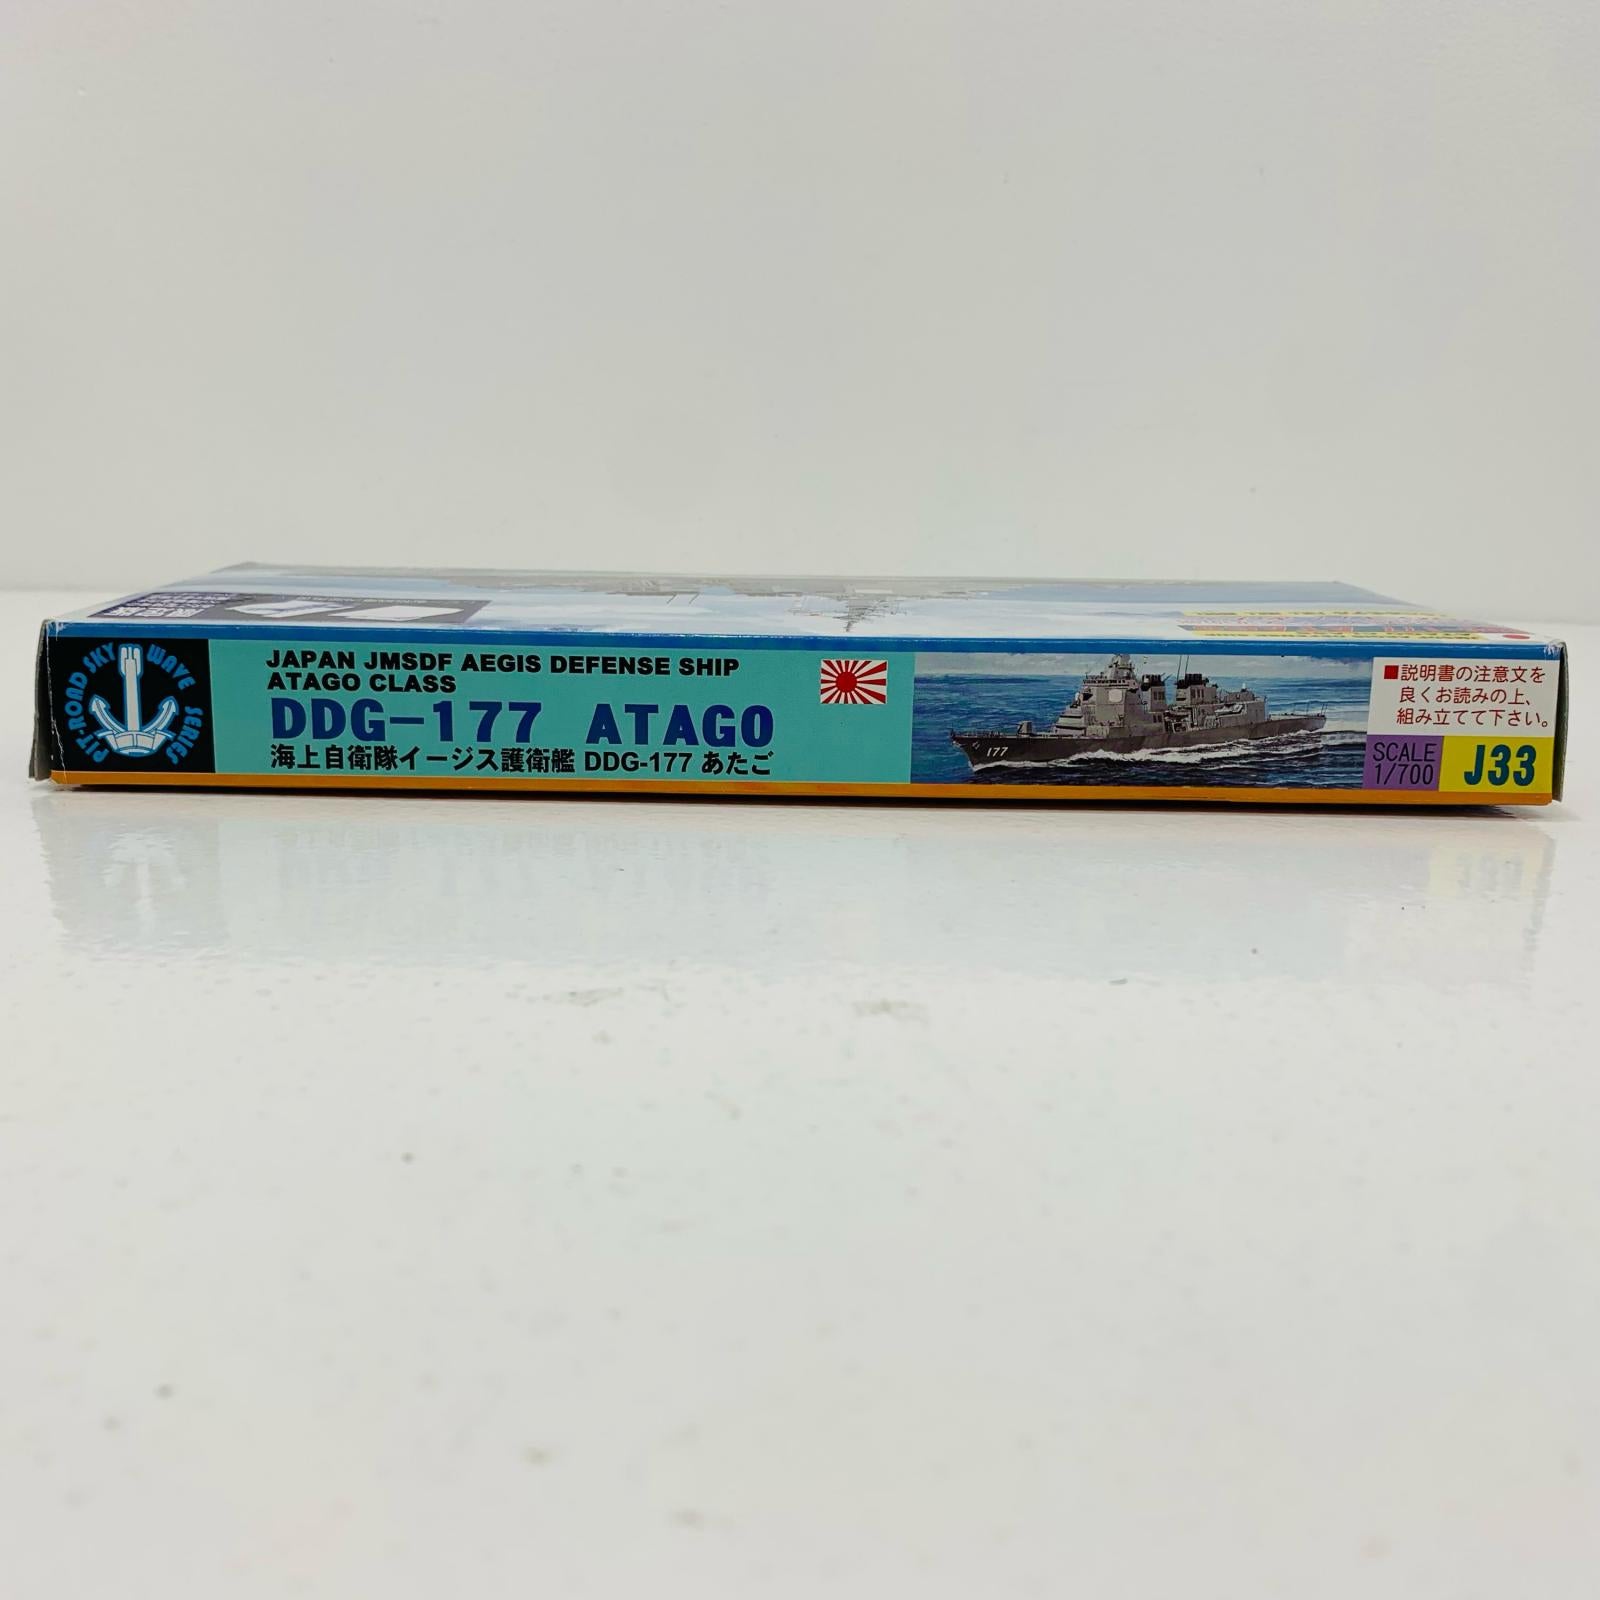 PIT-ROAD SKY WAVE SERIES
JAPAN JMSDF AEGIS DEFENSE SHIP
ATAGO CLASS
DDG-177 ATAGO
海上自衛隊イージス護衛艦 DDG-177 あたご
177
■説明書の注意文を
良くお読みの上、
組み立てて下さい。
SCALE
1/700
J33